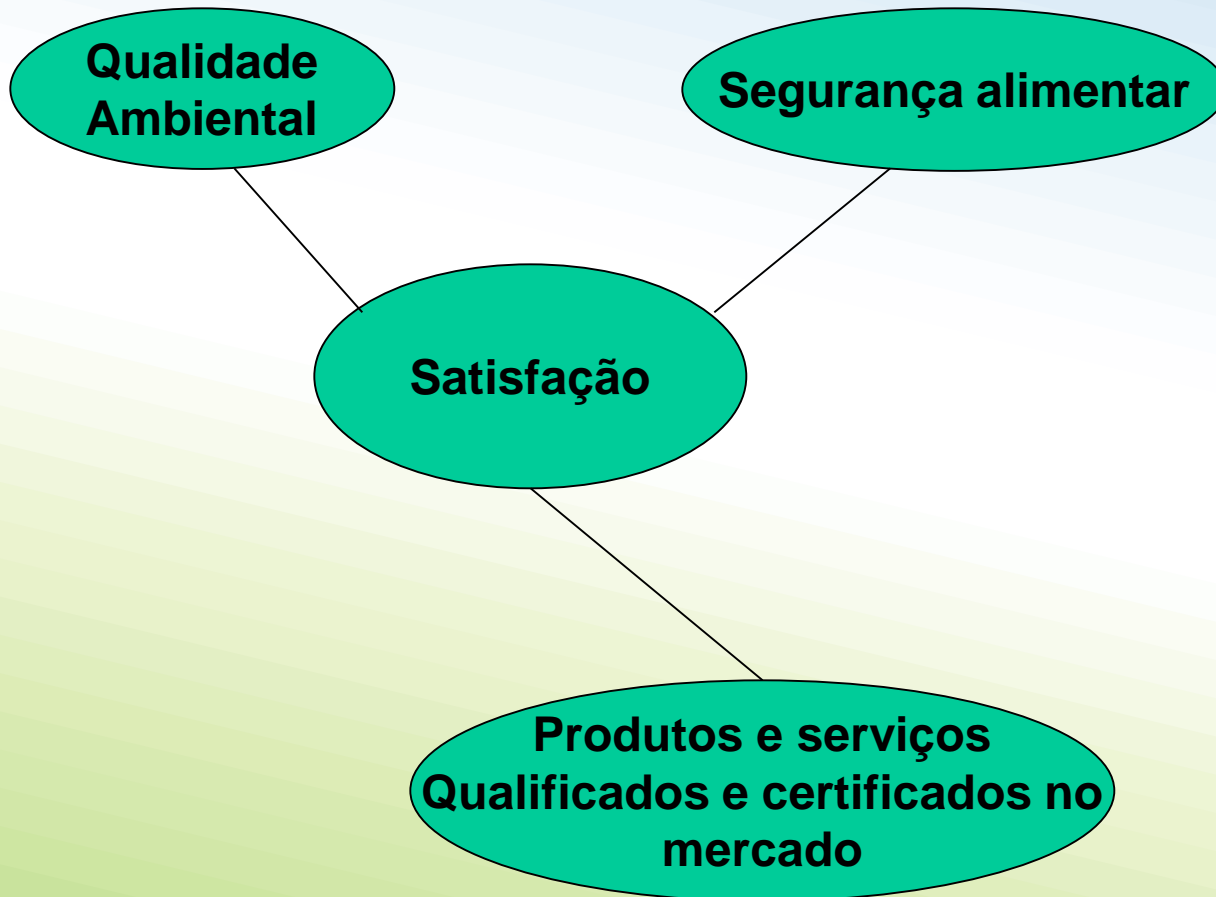 Qualidade
Ambiental
Segurança alimentar
Satisfação
Produtos e serviços
Qualificados e certificados no
mercado